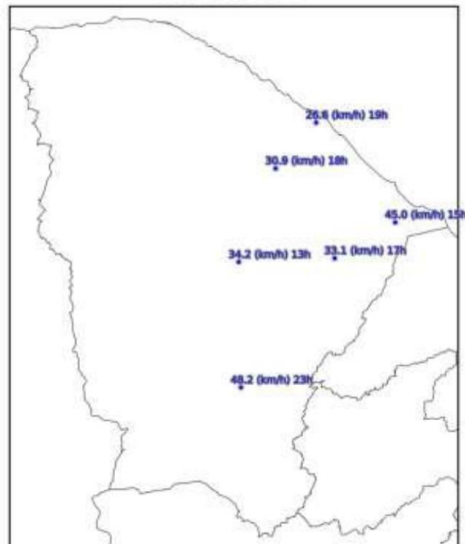 26.6 (km/h) 19h
30.9 (km/h) 18h
45.0 (km/h) 15h
33.1 (km/h) 17h
34.2 (km/h) 13h
48.2 (km/h) 23h